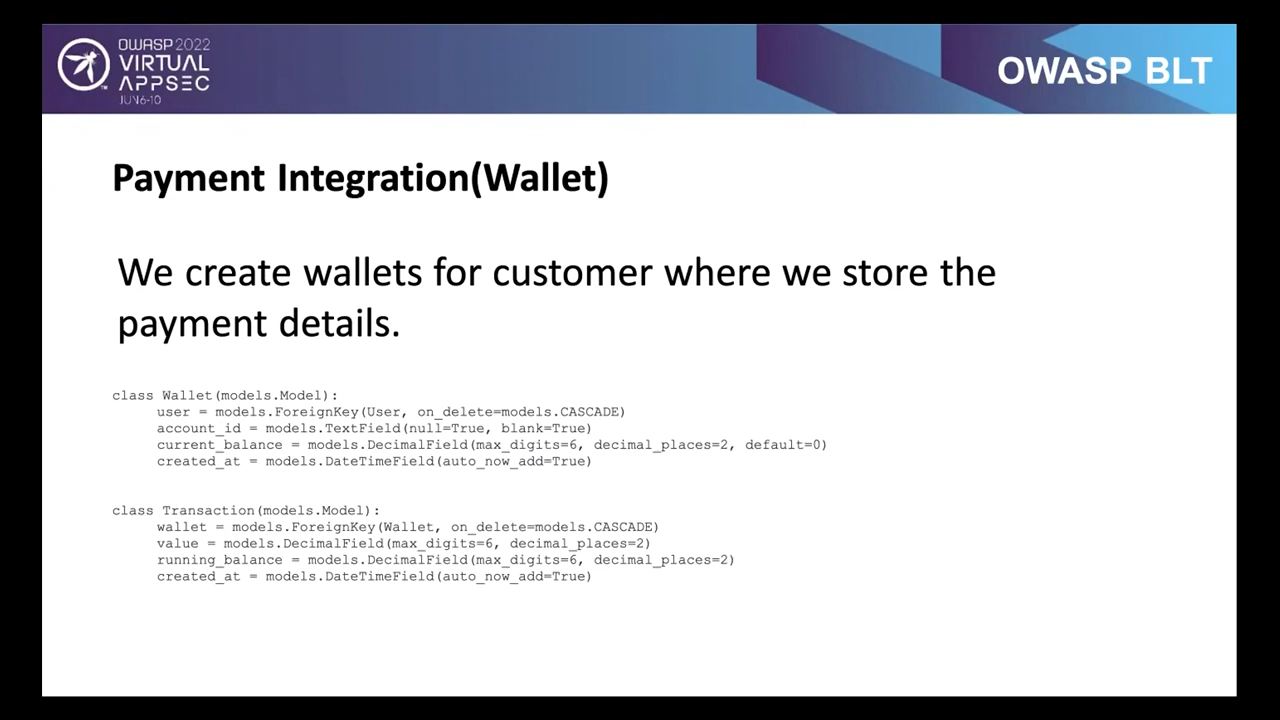 OWASP 2022
VIRTUAL
APPSEC
JUN 6-10
OWASP BLT
Payment Integration(Wallet)
We create wallets for customer where we store the
payment details.
class Wallet(models.Model):
user = models.ForeignKey(User, on_delete=models.CASCADE)
account_id = models.TextField(null=True, blank=True)
current_balance = models.DecimalField(max_digits=6, decimal_places=2, default=0)
created_at = models.DateTimeField(auto_now_add=True)
class Transaction(models.Model):
wallet = models.ForeignKey(Wallet, on_delete=models.CASCADE)
value = models.DecimalField(max_digits=6, decimal_places=2)
running_balance = models.DecimalField(max_digits=6, decimal_places=2)
created_at = models.DateTimeField(auto_now_add=True)